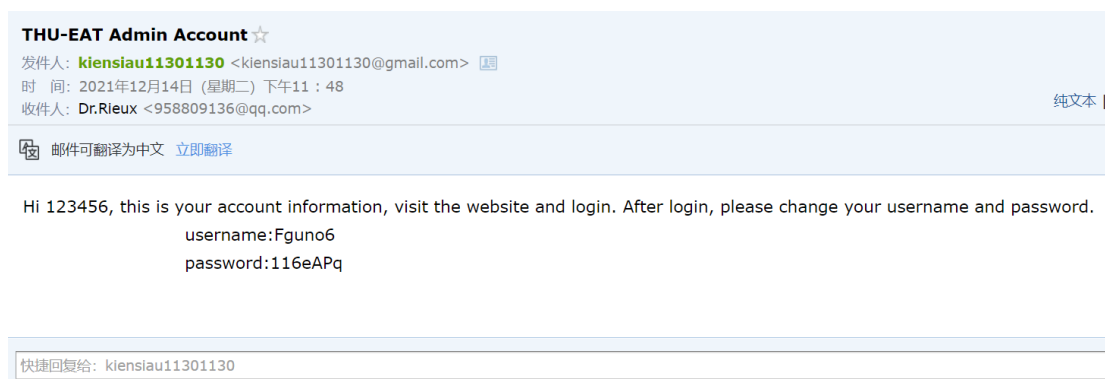 THU-EAT Admin Account
发件人：kiensiau11301130 <kiensiau11301130@gmail.com>
时 间：2021年12月14日 (星期二) 下午11：48
收件人：Dr.Rieux <958809136@qq.com>
纯文本 |
邮件可翻译为中文 立即翻译
Hi 123456, this is your account information, visit the website and login. After login, please change your username and password.
username:Fguno6
password:116eAPq
快捷回复给：kiensiau11301130